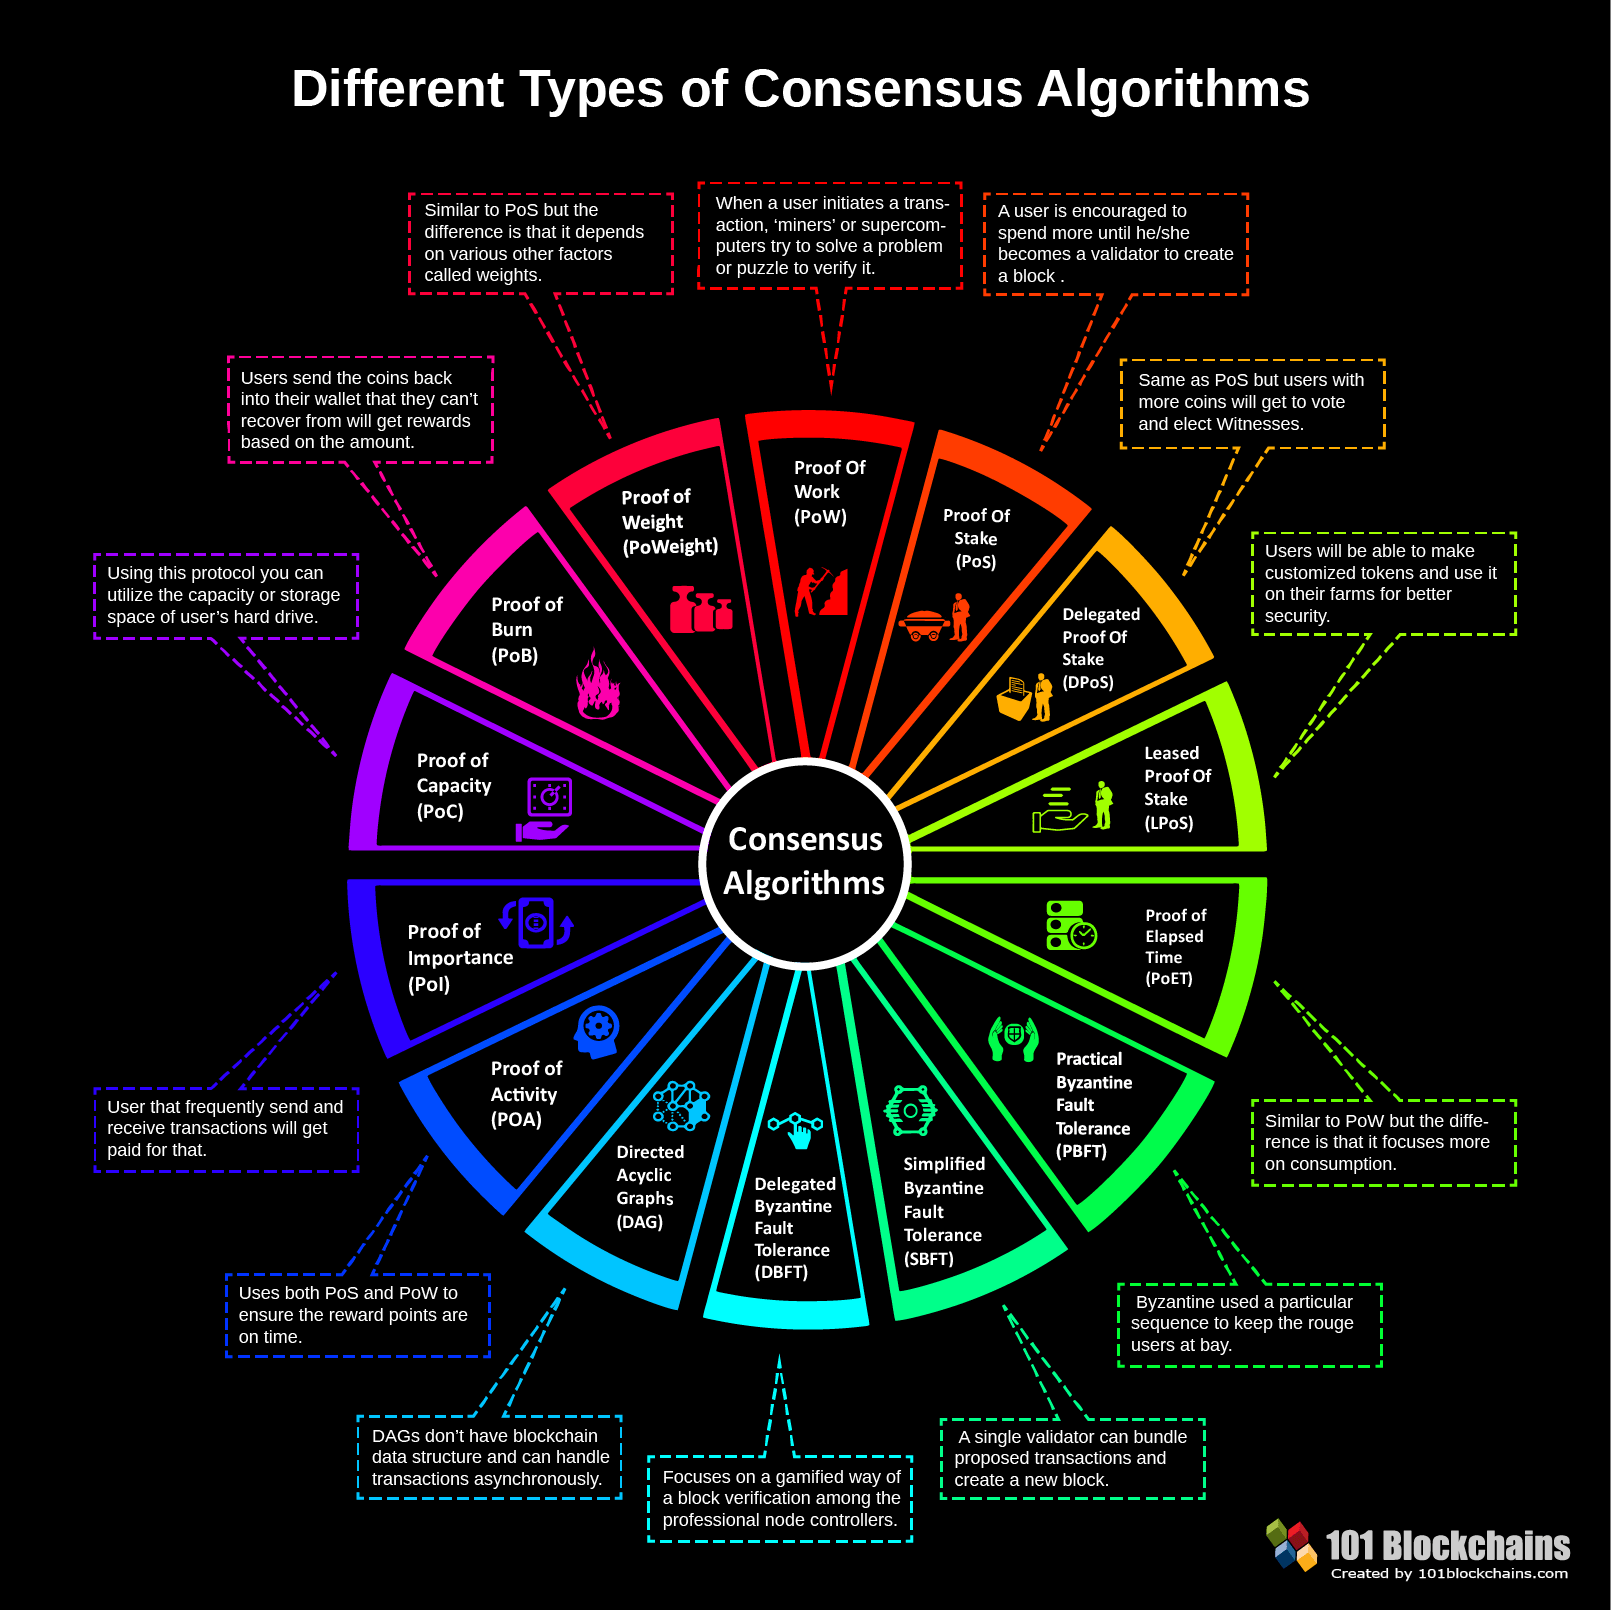 Different Types of Consensus Algorithms
Similar to PoS but the
difference is that it depends
on various other factors
called weights.
When a user initiates a trans-
action, ‘miners’ or supercom-
puters try to solve a problem
or puzzle to verify it.
A user is encouraged to
spend more until he/she
becomes a validator to create
a block .
Users send the coins back
into their wallet that they can’t
recover from will get rewards
based on the amount.
Same as PoS but users with
more coins will get to vote
and elect Witnesses.
Using this protocol you can
utilize the capacity or storage
space of user’s hard drive.
Users will be able to make
customized tokens and use it
on their farms for better
security.
Proof of
Weight
(PoWeight)
Proof Of
Work
(PoW)
Proof Of
Stake
(PoS)
Proof of
Burn
(PoB)
Delegated
Proof Of
Stake
(DPoS)
Proof of
Capacity
(PoC)
Leased
Proof Of
Stake
(LPoS)
Consensus
Algorithms
Proof of
Importance
(PoI)
Proof of
Elapsed
Time
(PoET)
Proof of
Activity
(POA)
Practical
Byzantine
Fault
Tolerance
(PBFT)
Directed
Acyclic
Graphs
(DAG)
Delegated
Byzantine
Fault
Tolerance
(DBFT)
Simplified
Byzantine
Fault
Tolerance
(SBFT)
User that frequently send and
receive transactions will get
paid for that.
Similar to PoW but the diffe-
rence is that it focuses more
on consumption.
Uses both PoS and PoW to
ensure the reward points are
on time.
Byzantine used a particular
sequence to keep the rouge
users at bay.
DAGs don’t have blockchain
data structure and can handle
transactions asynchronously.
Focuses on a gamified way of
a block verification among the
professional node controllers.
A single validator can bundle
proposed transactions and
create a new block.
101 Blockchains
Created by 101blockchains.com